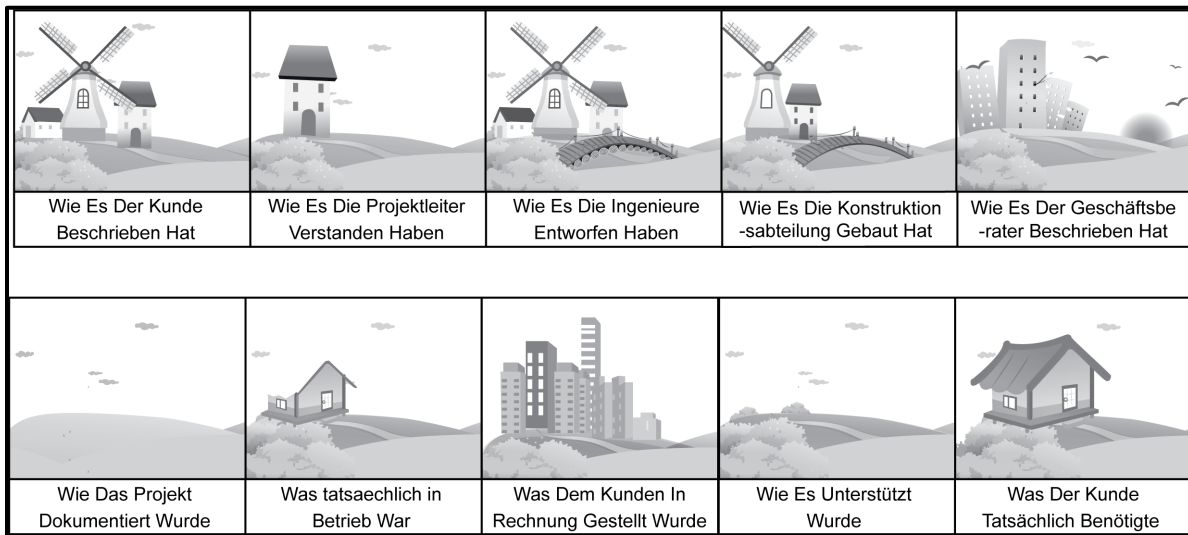 Wie Es Der Kunde
Beschrieben Hat
Wie Es Die Projektleiter
Verstanden Haben
Wie Es Die Ingenieure
Entworfen Haben
Wie Es Die Konstruktion
-sabteilung Gebaut Hat
Wie Es Der Geschäftsbe
-rater Beschrieben Hat
Wie Das Projekt
Dokumentiert Wurde
Was tatsaechlich in
Betrieb War
Was Dem Kunden In
Rechnung Gestellt Wurde
Wie Es Unterstützt
Wurde
Was Der Kunde
Tatsächlich Benötigte